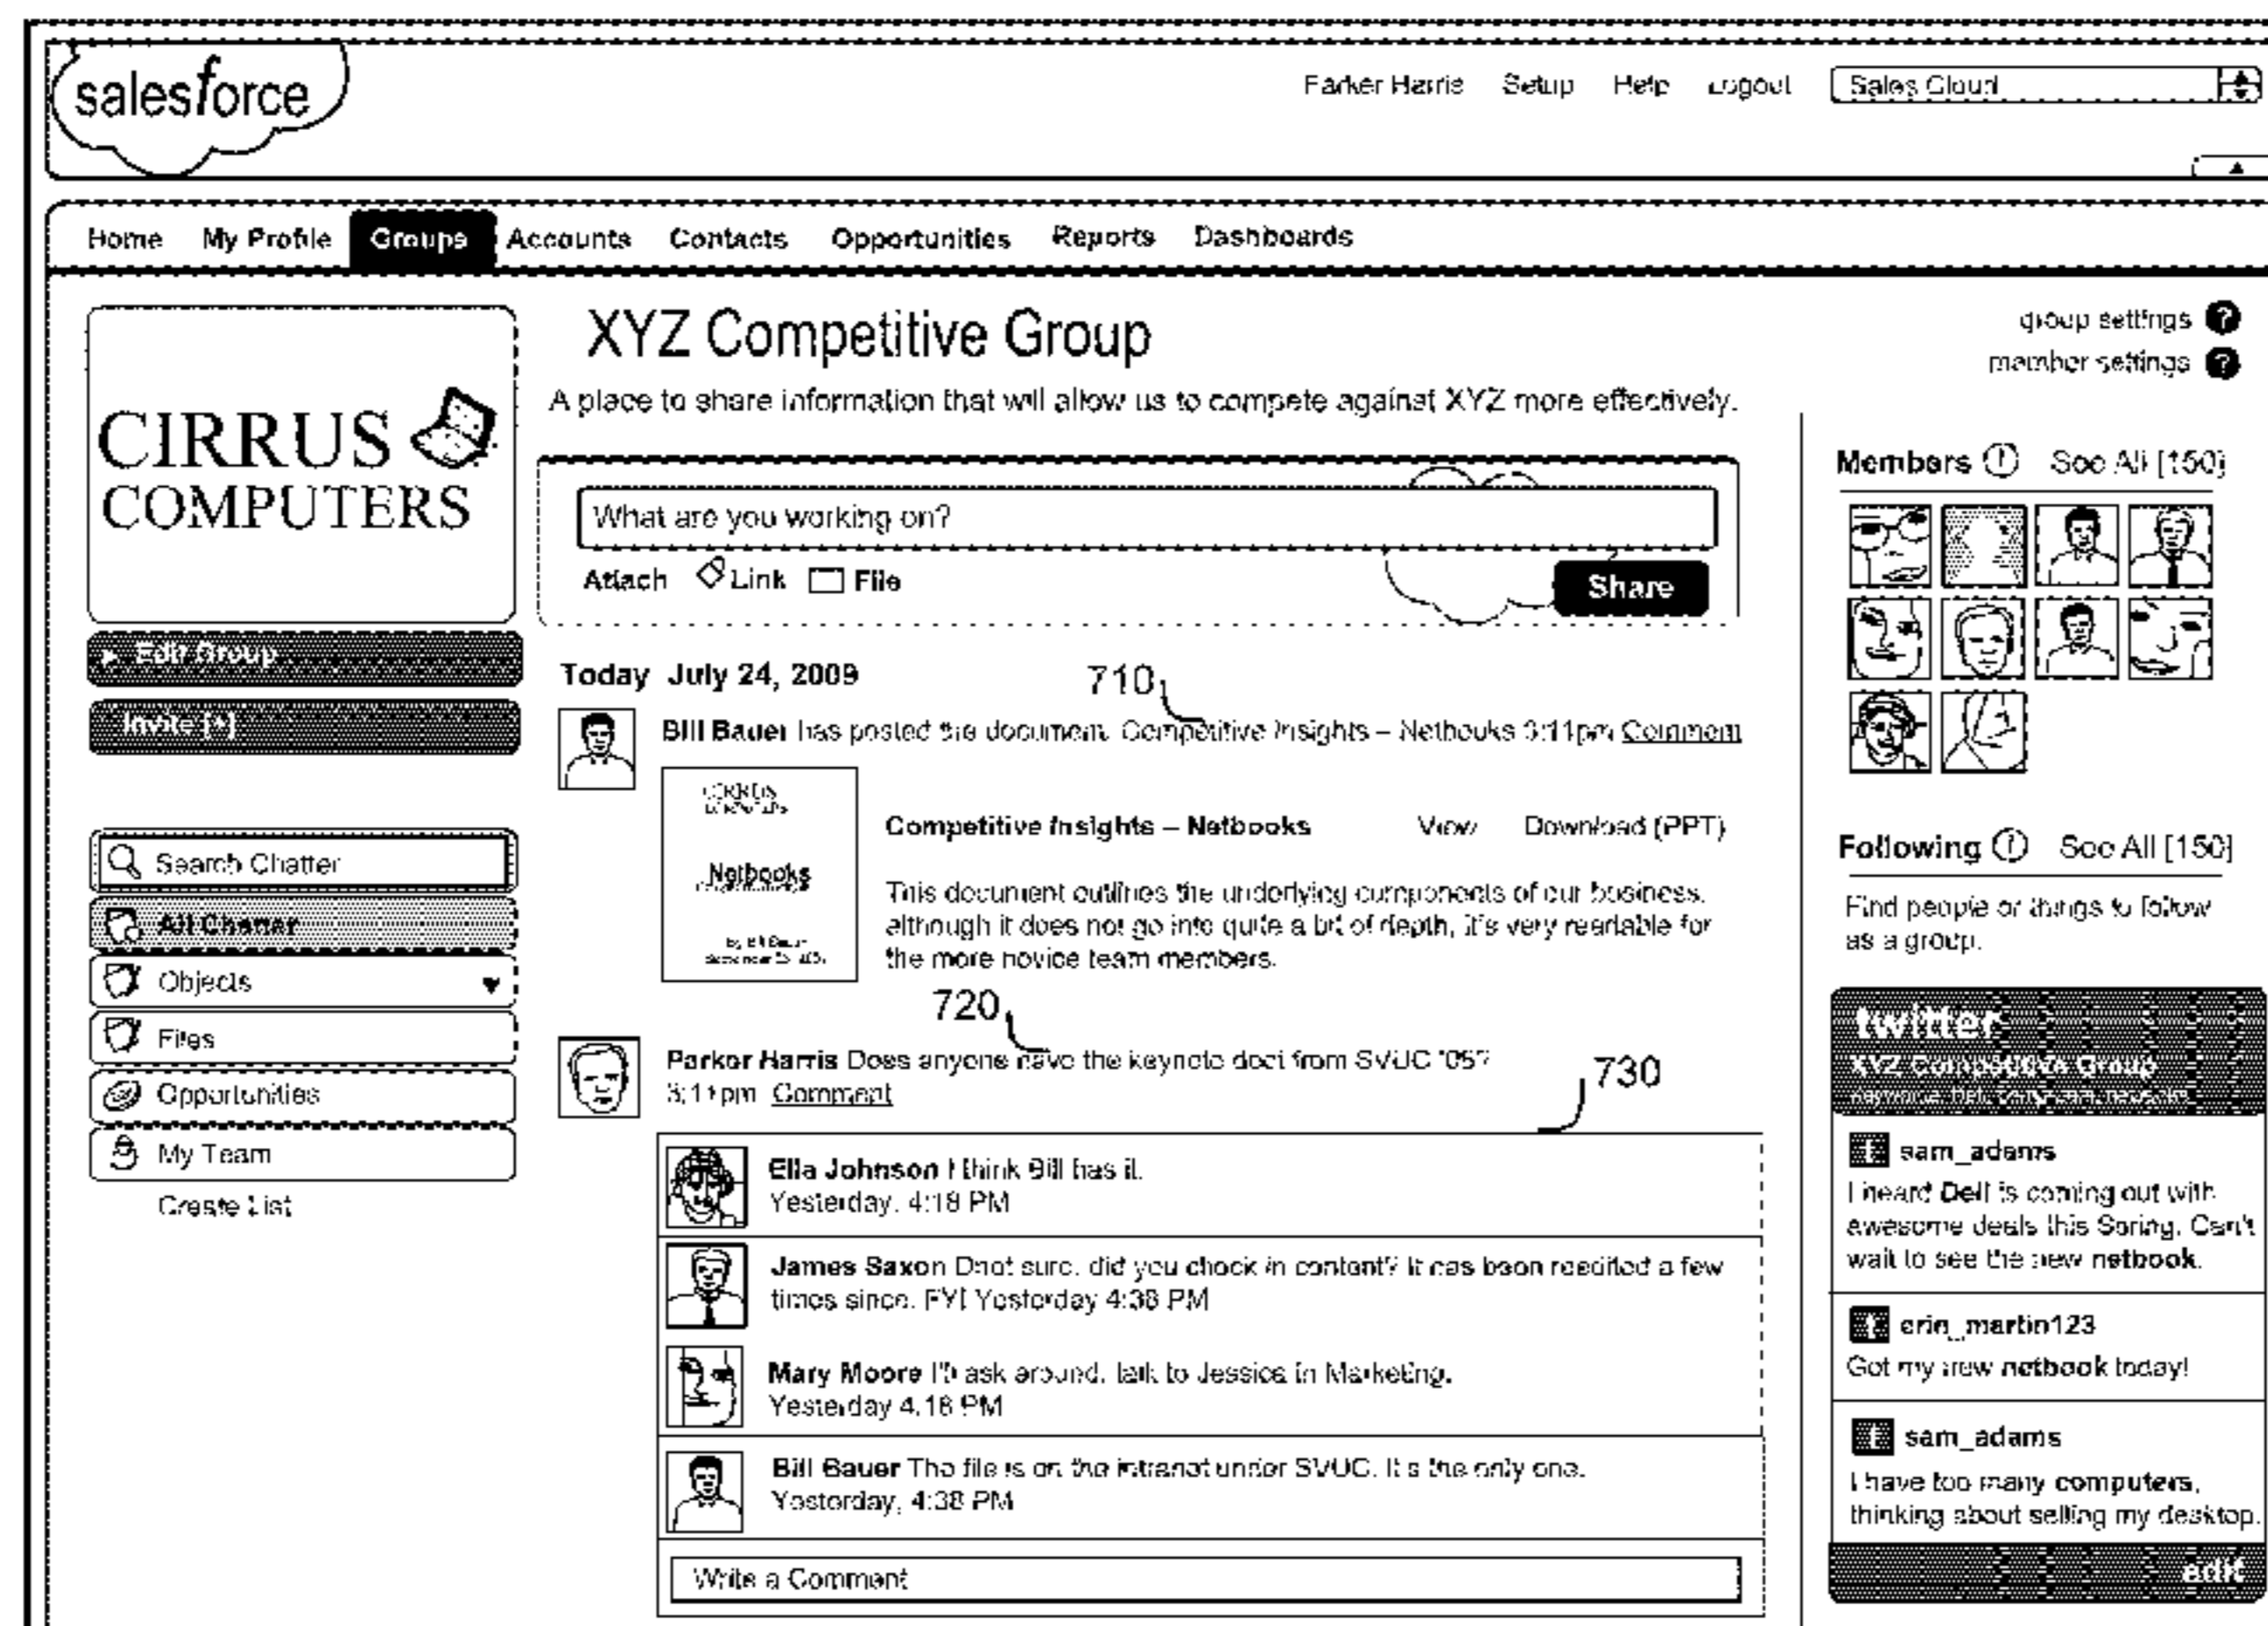 salesforce
Parker Harris Setup Help Logout Sales Cloud
Home My Profile Groups Accounts Contacts Opportunities Reports Dashboards
CIRRUS
COMPUTERS
Edit Group
Invite [+]
Search Chatter
All Chatter
Objects
Files
Opportunities
My Team
Create List
XYZ Competitive Group
A place to share information that will allow us to compete against XYZ more effectively.
What are you working on?
Attach Link File
Share
Today July 24, 2009
710
Bill Bauer has posted the document Competitive Insights – Netbooks 3:11pm Comment
CIRRUS
COMPUTERS
Netbooks
by Bill Bauer
Competitive Insights – Netbooks View Download (PPT)
This document outlines the underlying components of our business.
although it does not go into quite a bit of depth, it's very readable for
the more novice team members.
720
Parker Harris Does anyone have the keynote doct from SVUC '05?
3:11pm Comment
730
Ella Johnson I think Bill has it.
Yesterday, 4:18 PM
James Saxon Dnot sure. did you check in content? It has been reedited a few
times since. FYI Yesterday 4:38 PM
Mary Moore I'll ask around. talk to Jessica in Marketing.
Yesterday 4.18 PM
Bill Bauer The file is on the intranet under SVUC. It's the only one.
Yesterday, 4:38 PM
Write a Comment
group settings ?
member settings ?
Members See All [150]
Following See All [150]
Find people or things to follow
as a group.
twitter
XYZ Competitive Group
t sam_adams
I heard Dell is coming out with
awesome deals this Spring. Can't
wait to see the new netbook.
t erin_martin123
Got my new netbook today!
t sam_adams
I have too many computers,
thinking about selling my desktop.
edit